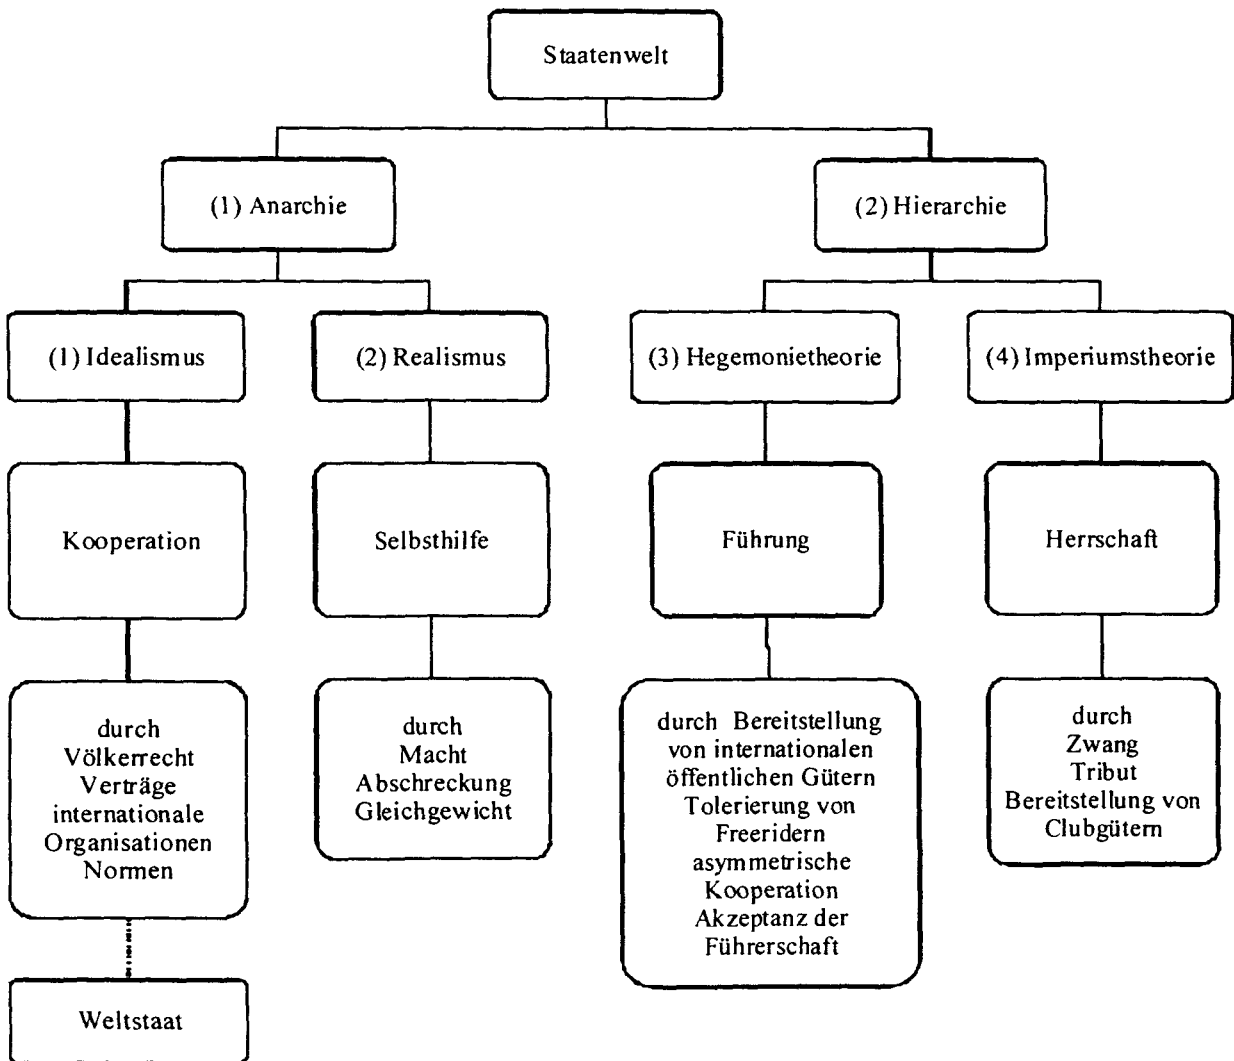 Staatenwelt
(1) Anarchie
(2) Hierarchie
(1) Idealismus
(2) Realismus
(3) Hegemonietheorie
(4) Imperiumstheorie
Kooperation
Selbsthilfe
Führung
Herrschaft
durch
Völkerrecht
Verträge
internationale
Organisationen
Normen
durch
Macht
Abschreckung
Gleichgewicht
durch Bereitstellung
von internationalen
öffentlichen Gütern
Tolerierung von
Freeridern
asymmetrische
Kooperation
Akzeptanz der
Führerschaft
durch
Zwang
Tribut
Bereitstellung von
Clubgütern
Weltstaat